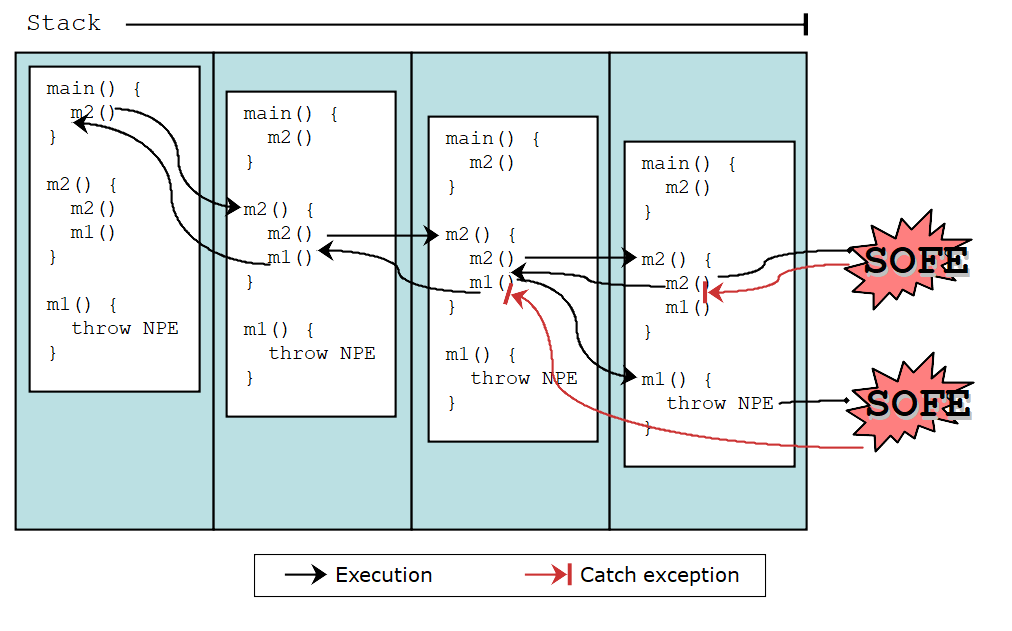 Stack
main() {
  m2()
}
m2() {
  m2()
  m1()
}
m1() {
  throw NPE
}
main() {
  m2()
}
m2() {
  m2()
  m1()
}
m1() {
  throw NPE
}
main() {
  m2()
}
m2() {
  m2()
  m1()
}
m1() {
  throw NPE
}
main() {
  m2()
}
m2() {
  m2()
  m1()
}
m1() {
  throw NPE
}
SOFE
SOFE
Execution
Catch exception